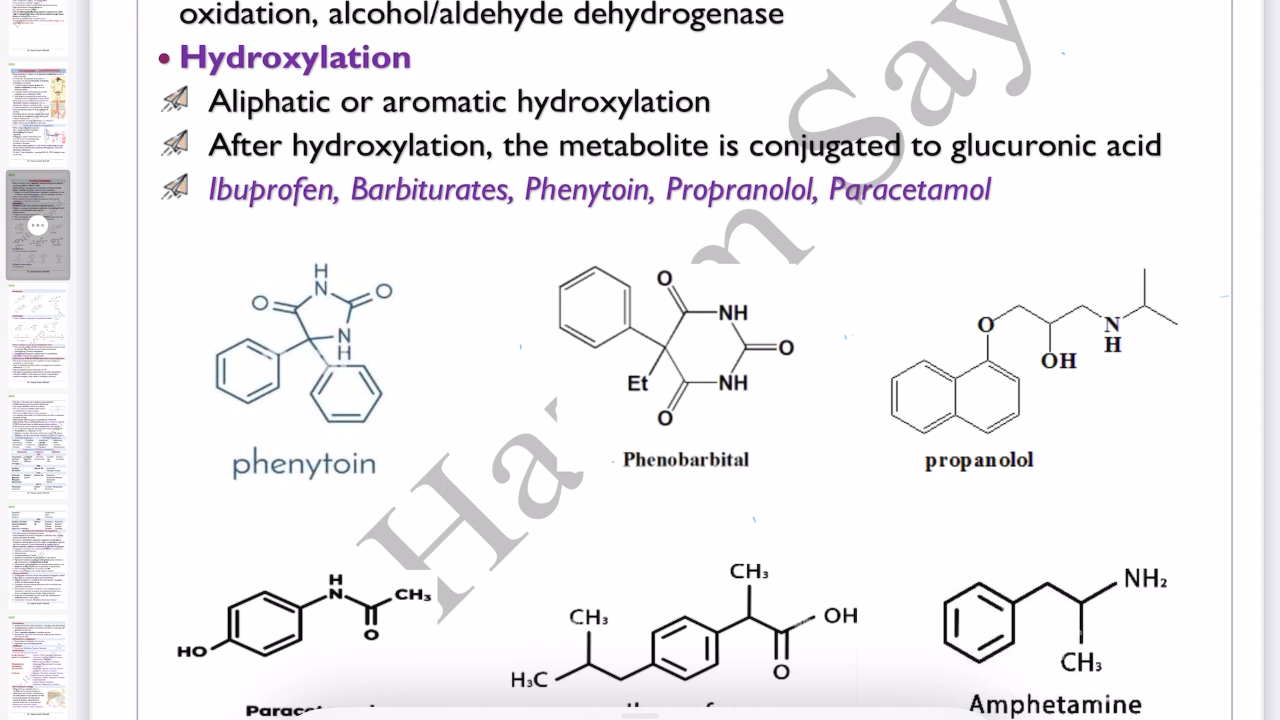 oxidation, alcohol/aldehyde dehydrogenase
• Hydroxylation
Aliphatic or aromatic hydroxylation
After hydroxylation, the metabolite is conjugated to glucuronic acid
Ibuprofen, Barbiturates, Phenytoin, Propranolol, Paracetamol
H
N
O
O
N
H
phenytoin
O
NH
O
Et
NH
O
Phenobarbital
O
OH
N
H
propanolol
H
N
CH₃
O
HO
CH₃
CH₃
OH
O
H₃C
NH₂
CH₃
Amphetamine